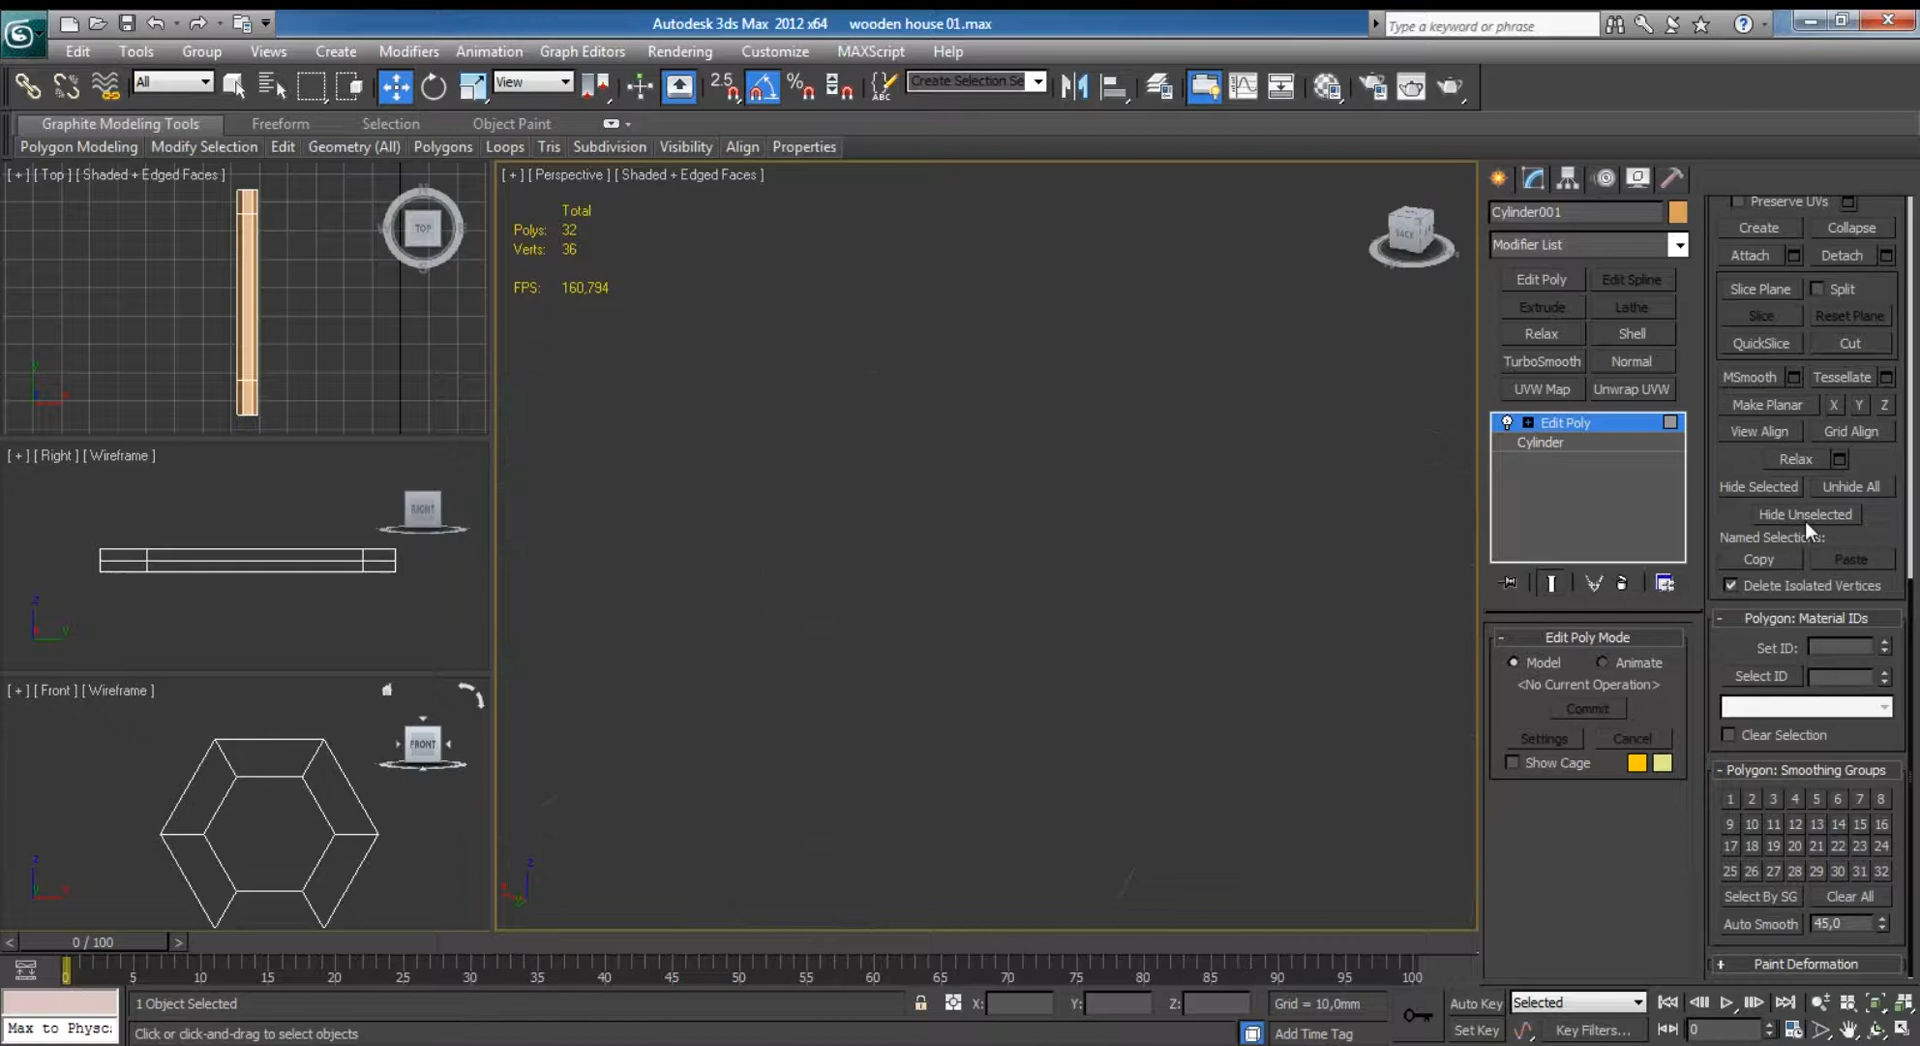 Autodesk 3ds Max 2012 x64 wooden house 01.max
Type a keyword or phrase
Edit Tools Group Views Create Modifiers Animation Graph Editors Rendering Customize MAXScript Help
All View 2.5 Create Selection Se
ABC
Graphite Modeling Tools Freeform Selection Object Paint
Polygon Modeling Modify Selection Edit Geometry (All) Polygons Loops Tris Subdivision Visibility Align Properties
[ + ] [ Top ] [ Shaded + Edged Faces ]
TOP
[ + ] [ Right ] [ Wireframe ]
RIGHT
[ + ] [ Front ] [ Wireframe ]
FRONT
[ + ] [ Perspective ] [ Shaded + Edged Faces ]
Total
Polys: 32
Verts: 36
FPS: 160,794
BACK
Cylinder001
Modifier List
Edit Poly Edit Spline
Extrude Lathe
Relax Shell
TurboSmooth Normal
UVW Map Unwrap UVW
Edit Poly
Cylinder
- Edit Poly Mode
Model Animate
<No Current Operation>
Commit
Settings Cancel
Show Cage
Preserve UVs
Create Collapse
Attach Detach
Slice Plane Split
Slice Reset Plane
QuickSlice Cut
MSmooth Tessellate
Make Planar X Y Z
View Align Grid Align
Relax
Hide Selected Unhide All
Hide Unselected
Named Selections:
Copy Paste
Delete Isolated Vertices
- Polygon: Material IDs
Set ID:
Select ID
Clear Selection
- Polygon: Smoothing Groups
1 2 3 4 5 6 7 8
9 10 11 12 13 14 15 16
17 18 19 20 21 22 23 24
25 26 27 28 29 30 31 32
Select By SG Clear All
Auto Smooth 45,0
+ Paint Deformation
< 0 / 100 >
0 5 10 15 20 25 30 35 40 45 50 55 60 65 70 75 80 85 90 95 100
1 Object Selected X: Y: Z: Grid = 10,0mm Auto Key Selected
Max to Physc: Click or click-and-drag to select objects Add Time Tag Set Key Key Filters... 0